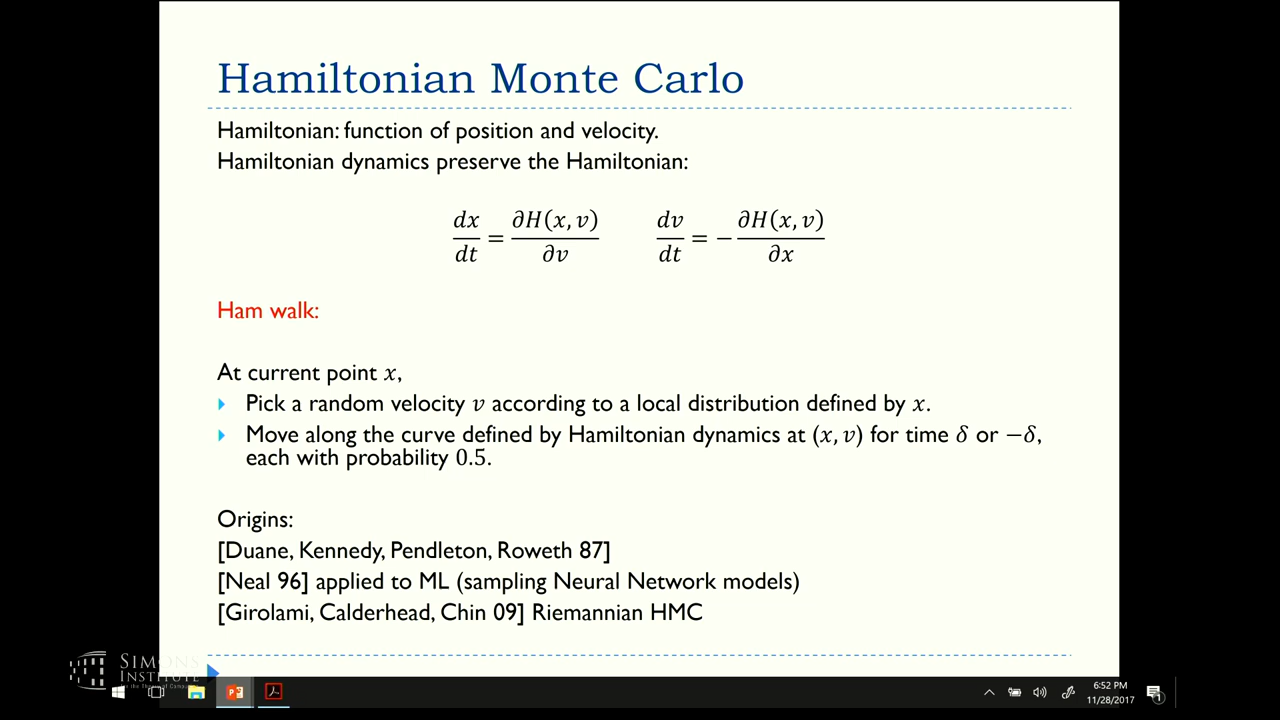 Hamiltonian Monte Carlo
Hamiltonian: function of position and velocity.
Hamiltonian dynamics preserve the Hamiltonian:
dx/dt = ∂H(x, v)/∂v    dv/dt = − ∂H(x, v)/∂x
Ham walk:
At current point x,
Pick a random velocity v according to a local distribution defined by x.
Move along the curve defined by Hamiltonian dynamics at (x, v) for time δ or −δ,
each with probability 0.5.
Origins:
[Duane, Kennedy, Pendleton, Roweth 87]
[Neal 96] applied to ML (sampling Neural Network models)
[Girolami, Calderhead, Chin 09] Riemannian HMC
SIMONS
INSTITUTE
6:52 PM
11/28/2017